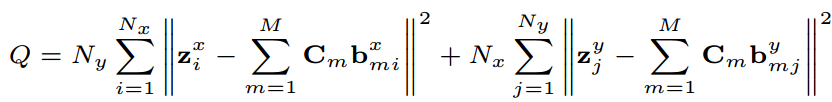 Q = N_y \sum_{i=1}^{N_x} \left\| \mathbf{z}_i^x - \sum_{m=1}^{M} \mathbf{C}_m \mathbf{b}_{mi}^x \right\|^2 + N_x \sum_{j=1}^{N_y} \left\| \mathbf{z}_j^y - \sum_{m=1}^{M} \mathbf{C}_m \mathbf{b}_{mj}^y \right\|^2